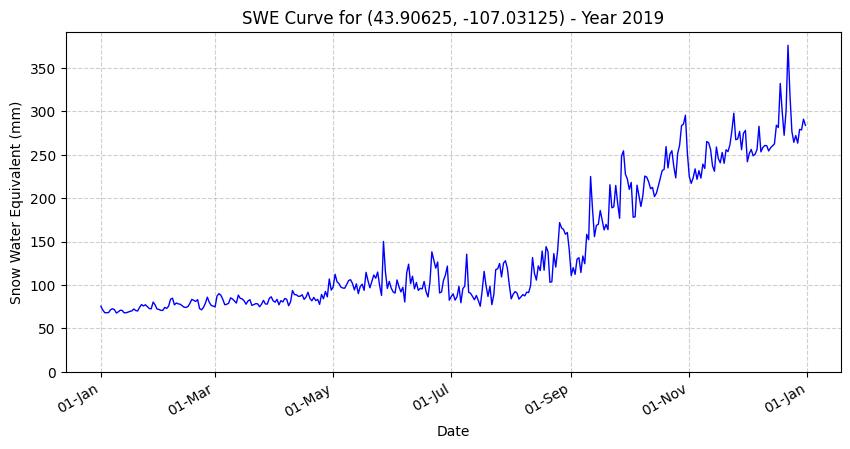 SWE Curve for (43.90625, -107.03125) - Year 2019
Snow Water Equivalent (mm)
350
300
250
200
150
100
50
0
01-Jan
01-Mar
01-May
01-Jul
01-Sep
01-Nov
01-Jan
Date